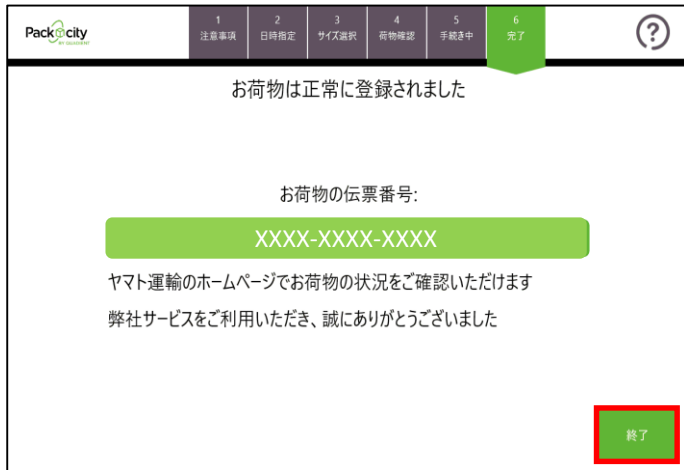 Packcity
BY QUADIENT
1 2 3 4 5 6
注意事項 日時指定 サイズ選択 荷物確認 手続き中 完了
?
お荷物は正常に登録されました
お荷物の伝票番号:
XXXX-XXXX-XXXX
ヤマト運輸のホームページでお荷物の状況をご確認いただけます
弊社サービスをご利用いただき、誠にありがとうございました
終了